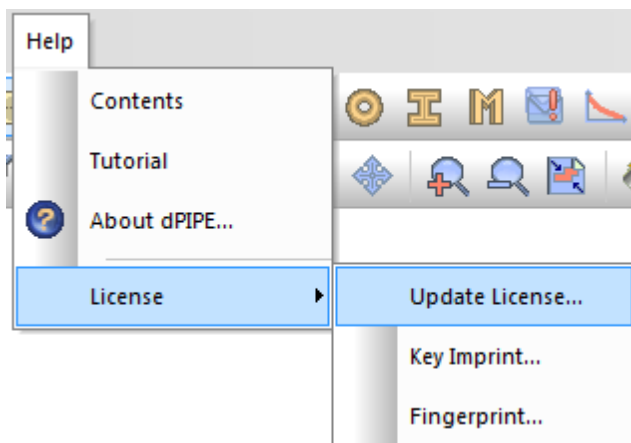 Help
Contents
Tutorial
About dPIPE...
License
Update License...
Key Imprint...
Fingerprint...